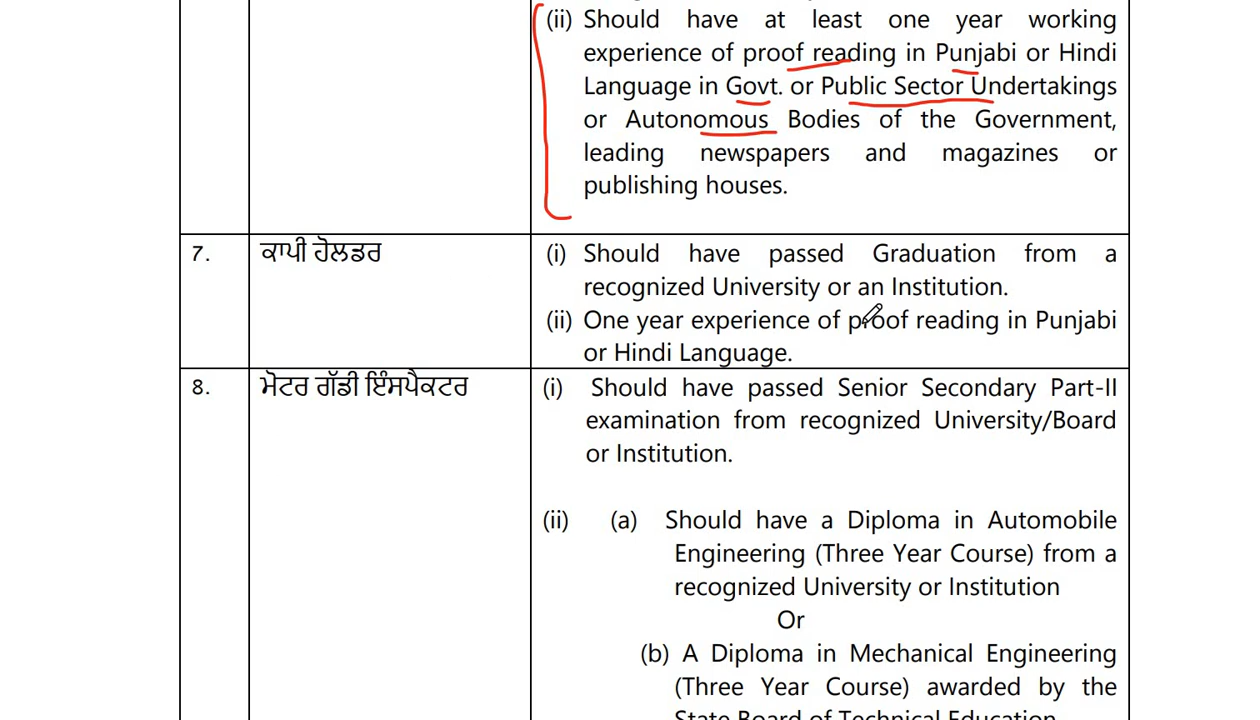 (ii) Should have at least one year working
experience of proof reading in Punjabi or Hindi
Language in Govt. or Public Sector Undertakings
or Autonomous Bodies of the Government,
leading newspapers and magazines or
publishing houses.
7.
ਕਾਪੀ ਹੋਲਡਰ
(i) Should have passed Graduation from a
recognized University or an Institution.
(ii) One year experience of proof reading in Punjabi
or Hindi Language.
8.
ਮੋਟਰ ਗੱਡੀ ਇੰਸਪੈਕਟਰ
(i) Should have passed Senior Secondary Part-II
examination from recognized University/Board
or Institution.
(ii) (a) Should have a Diploma in Automobile
Engineering (Three Year Course) from a
recognized University or Institution
Or
(b) A Diploma in Mechanical Engineering
(Three Year Course) awarded by the
State Board of Technical Education